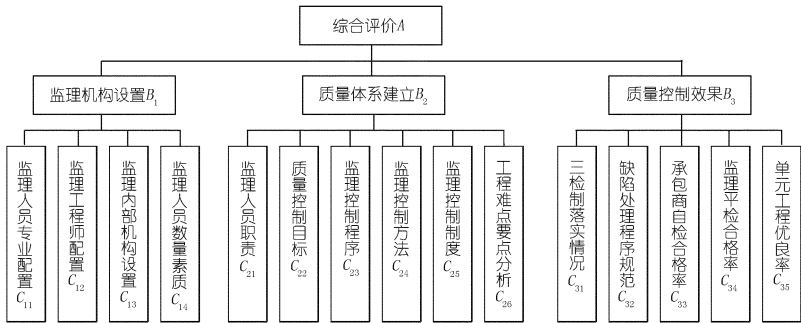 综合评价A
监理机构设置B1
质量体系建立B2
质量控制效果B3
监理人员专业配置C11
监理工程师配置C12
监理内部机构设置C13
监理人员数量素质C14
监理人员职责C21
质量控制目标C22
监理控制程序C23
监理控制方法C24
监理控制制度C25
工程难点要点分析C26
三检制落实情况C31
缺陷处理程序规范C32
承包商自检合格率C33
监理平检合格率C34
单元工程优良率C35